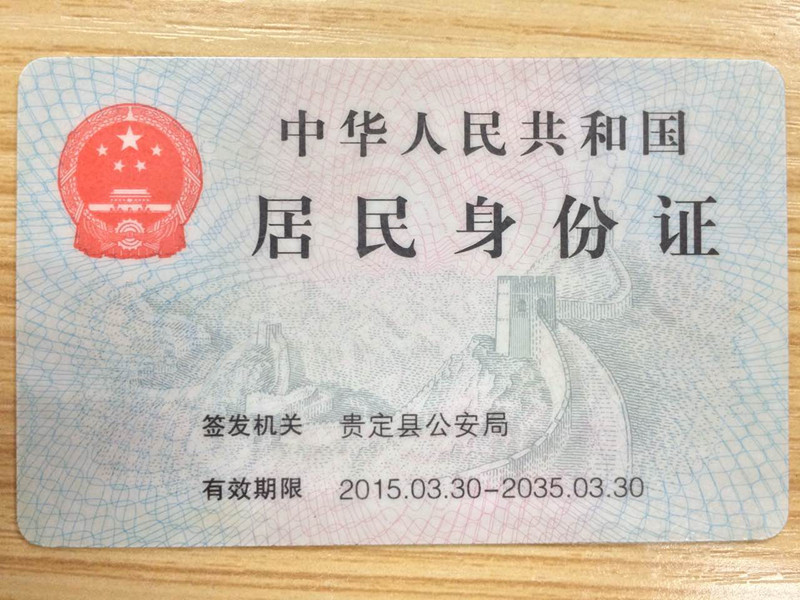 中华人民共和国
居民身份证
签发机关 贵定县公安局
有效期限 2015.03.30-2035.03.30